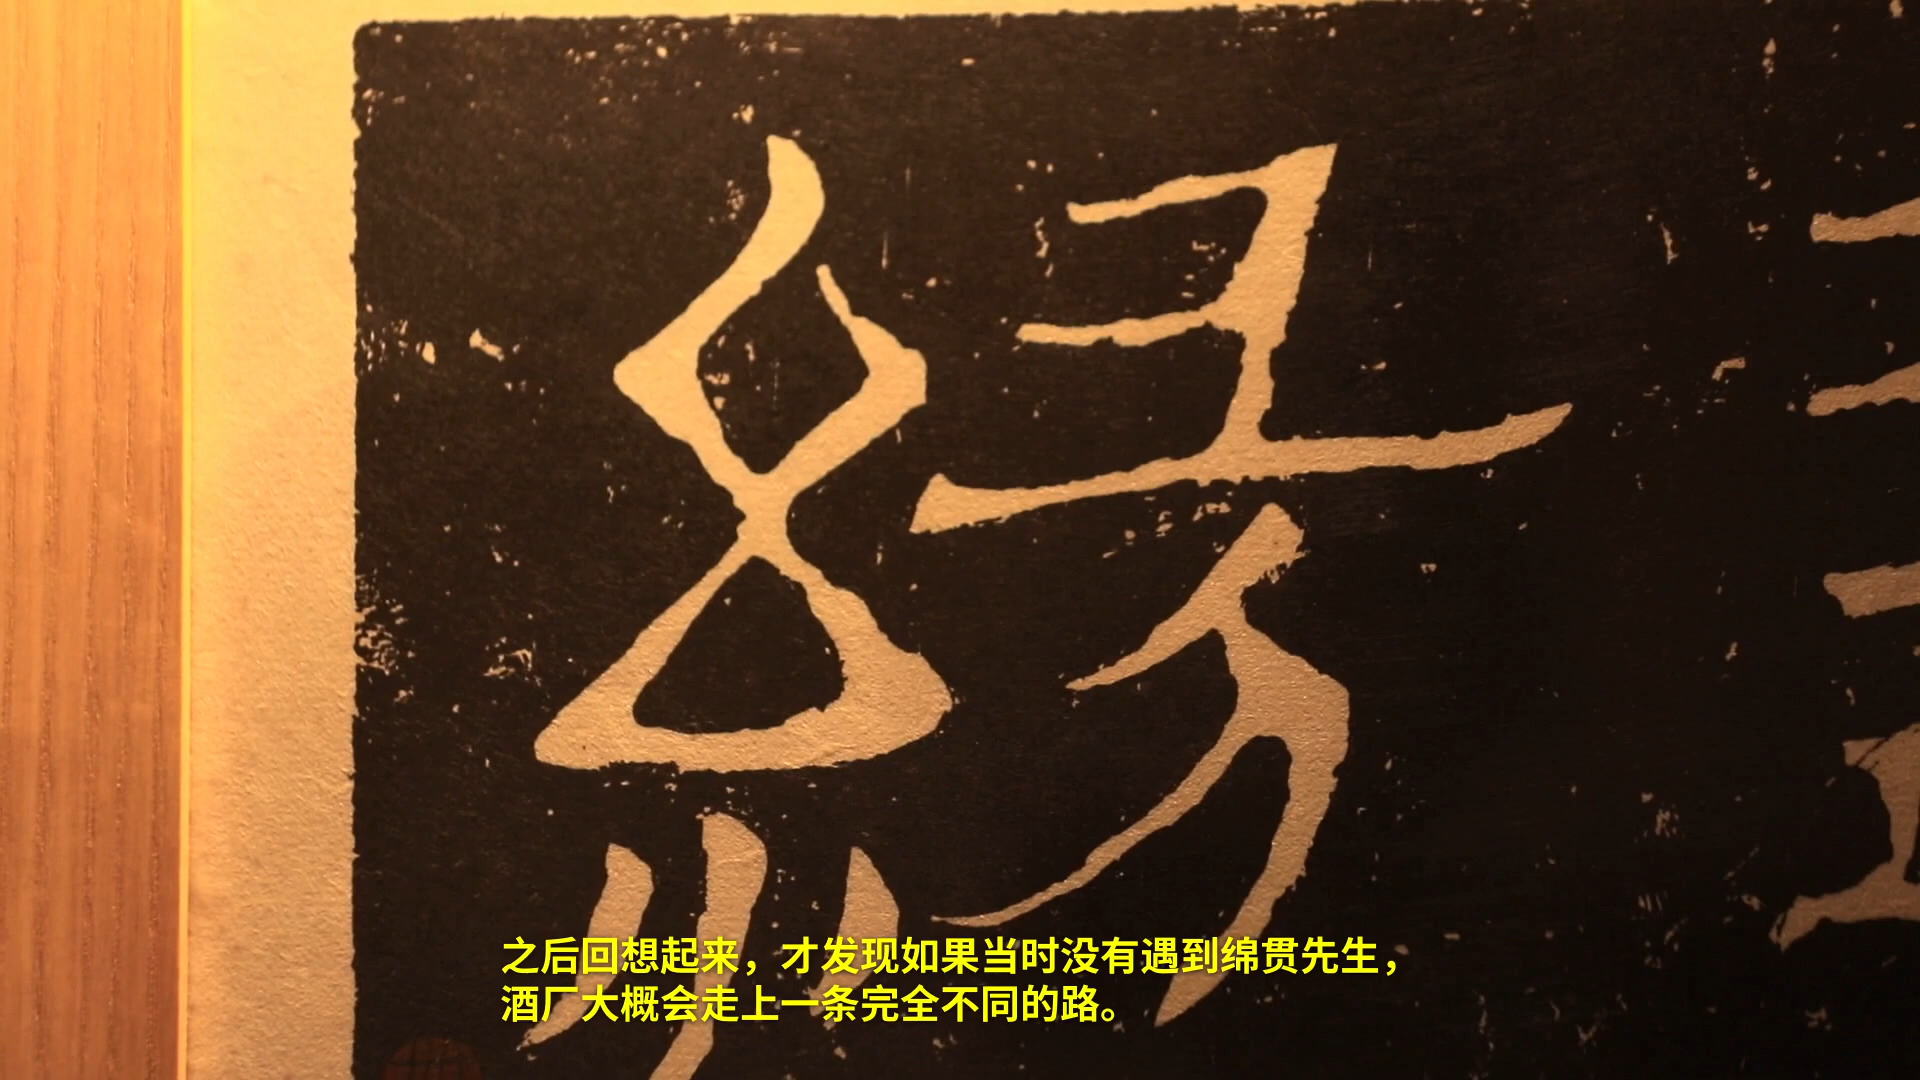 緣
之后回想起来，才发现如果当时没有遇到绵贯先生，
酒厂大概会走上一条完全不同的路。